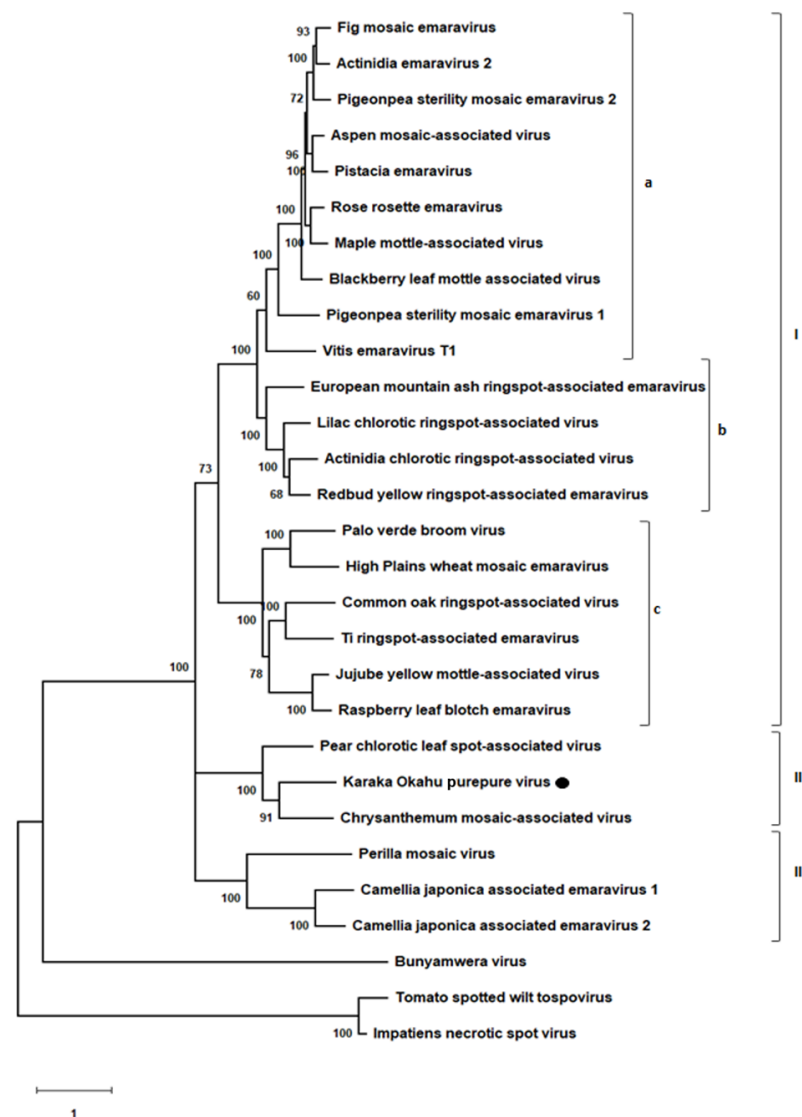 93
Fig mosaic emaravirus
100
Actinidia emaravirus 2
72
Pigeonpea sterility mosaic emaravirus 2
Aspen mosaic-associated virus
96
100
Pistacia emaravirus
a
100
Rose rosette emaravirus
100
Maple mottle-associated virus
100
Blackberry leaf mottle associated virus
60
Pigeonpea sterility mosaic emaravirus 1
I
100
Vitis emaravirus T1
European mountain ash ringspot-associated emaravirus
100
Lilac chlorotic ringspot-associated virus
b
73
100
Actinidia chlorotic ringspot-associated virus
68
Redbud yellow ringspot-associated emaravirus
100
Palo verde broom virus
High Plains wheat mosaic emaravirus
100
100
Common oak ringspot-associated virus
c
Ti ringspot-associated emaravirus
100
78
Jujube yellow mottle-associated virus
100
Raspberry leaf blotch emaravirus
Pear chlorotic leaf spot-associated virus
100
Karaka Okahu purepure virus
II
91
Chrysanthemum mosaic-associated virus
Perilla mosaic virus
100
Camellia japonica associated emaravirus 1
II
100
Camellia japonica associated emaravirus 2
Bunyamwera virus
Tomato spotted wilt tospovirus
100
Impatiens necrotic spot virus
1